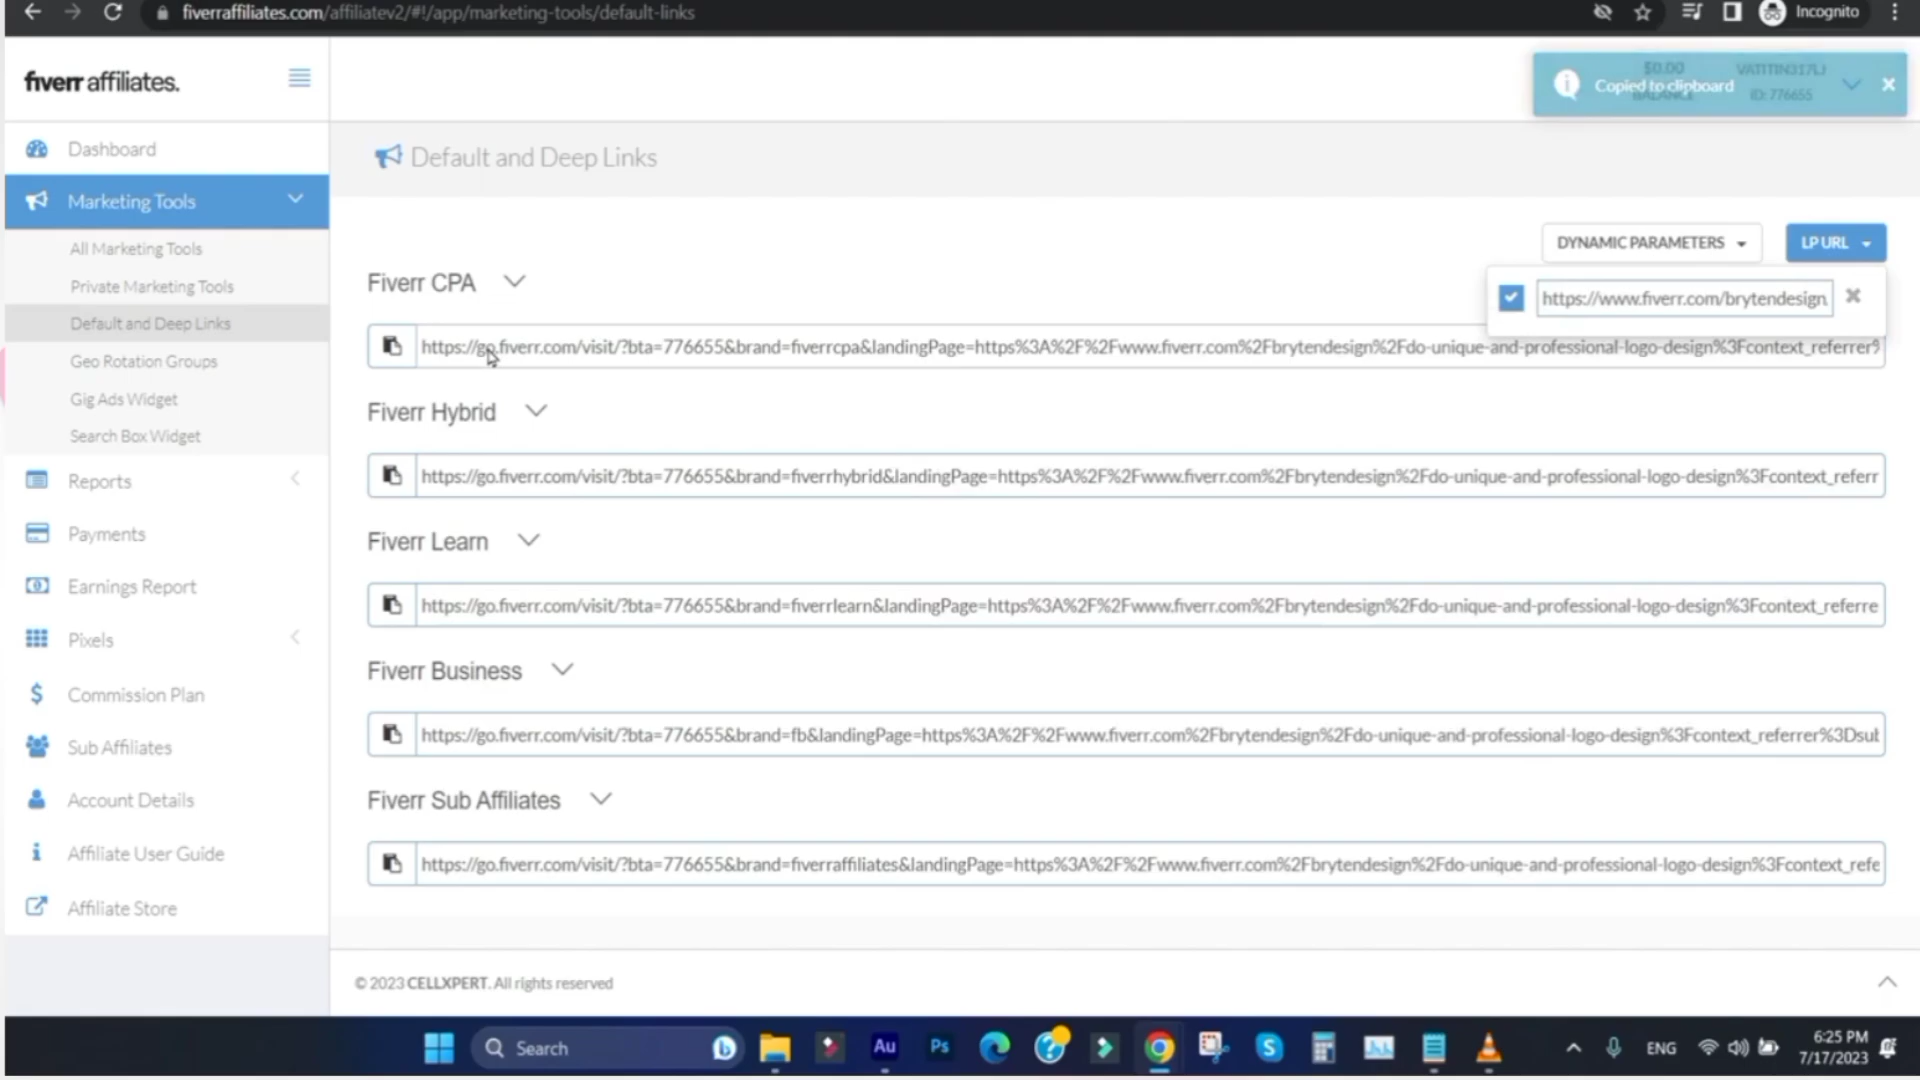 fiverraffiliates.com/affiliatev2/#!/app/marketing-tools/default-links
Incognito
fiverr affiliates.
$0.00
BALANCE
VATITIN317LJ
ID: 776655
Copied to clipboard
Dashboard
Marketing Tools
All Marketing Tools
Private Marketing Tools
Default and Deep Links
Geo Rotation Groups
Gig Ads Widget
Search Box Widget
Reports
Payments
Earnings Report
Pixels
Commission Plan
Sub Affiliates
Account Details
Affiliate User Guide
Affiliate Store
Default and Deep Links
DYNAMIC PARAMETERS
LP URL
https://www.fiverr.com/brytendesign
Fiverr CPA
https://go.fiverr.com/visit/?bta=776655&brand=fiverrcpa&landingPage=https%3A%2F%2Fwww.fiverr.com%2Fbrytendesign%2Fdo-unique-and-professional-logo-design%3Fcontext_referrer%
Fiverr Hybrid
https://go.fiverr.com/visit/?bta=776655&brand=fiverrhybrid&landingPage=https%3A%2F%2Fwww.fiverr.com%2Fbrytendesign%2Fdo-unique-and-professional-logo-design%3Fcontext_referr
Fiverr Learn
https://go.fiverr.com/visit/?bta=776655&brand=fiverrlearn&landingPage=https%3A%2F%2Fwww.fiverr.com%2Fbrytendesign%2Fdo-unique-and-professional-logo-design%3Fcontext_referre
Fiverr Business
https://go.fiverr.com/visit/?bta=776655&brand=fb&landingPage=https%3A%2F%2Fwww.fiverr.com%2Fbrytendesign%2Fdo-unique-and-professional-logo-design%3Fcontext_referrer%3Dsub
Fiverr Sub Affiliates
https://go.fiverr.com/visit/?bta=776655&brand=fiverraffiliates&landingPage=https%3A%2F%2Fwww.fiverr.com%2Fbrytendesign%2Fdo-unique-and-professional-logo-design%3Fcontext_refe
© 2023 CELLXPERT. All rights reserved
Search
Au
Ps
ENG
6:25 PM
7/17/2023